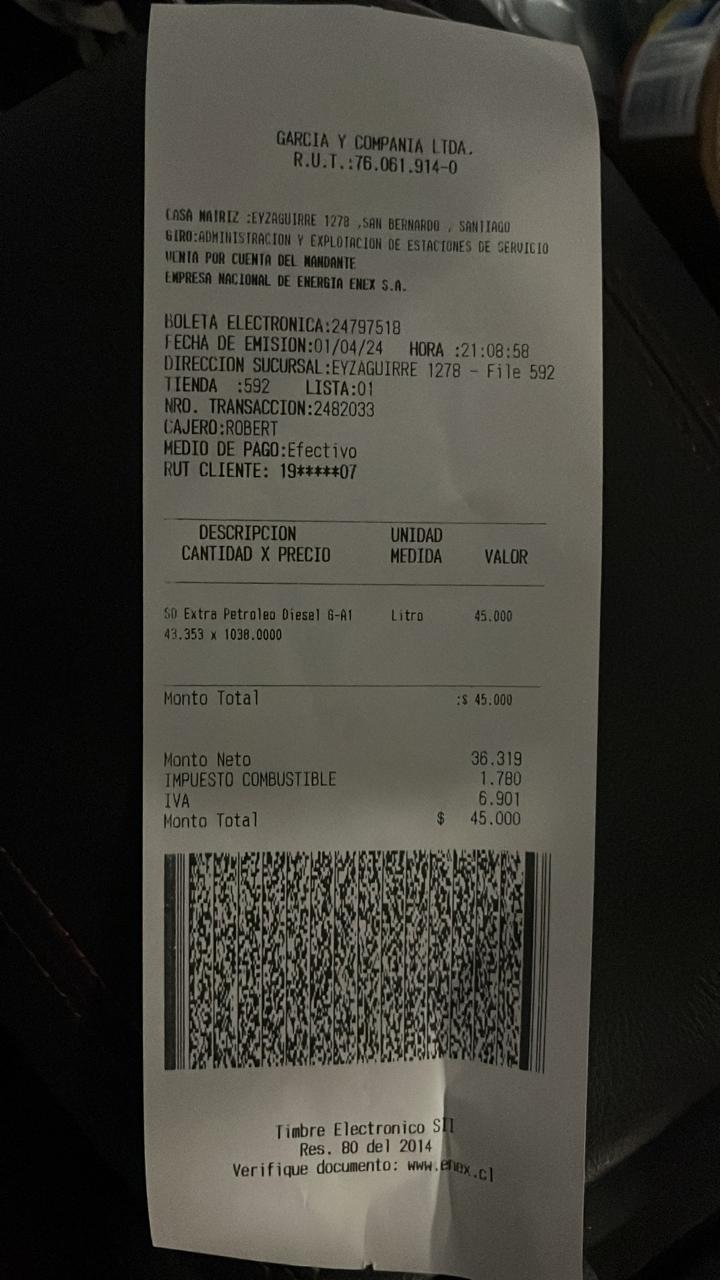 GARCIA Y COMPANIA LTDA.
R.U.T.:76.061.914-0
CASA MATRIZ :EYZAGUIRRE 1278 ,SAN BERNARDO , SANTIAGO
GIRO:ADMINISTRACION Y EXPLOTACION DE ESTACIONES DE SERVICIO
VENTA POR CUENTA DEL MANDANTE
EMPRESA NACIONAL DE ENERGIA ENEX S.A.
BOLETA ELECTRONICA:24797518
FECHA DE EMISION:01/04/24 HORA :21:08:58
DIRECCION SUCURSAL:EYZAGUIRRE 1278 - File 592
TIENDA :592 LISTA:01
NRO. TRANSACCION:2482033
CAJERO:ROBERT
MEDIO DE PAGO:Efectivo
RUT CLIENTE: 19*****07
DESCRIPCION UNIDAD
CANTIDAD X PRECIO MEDIDA VALOR
SD Extra Petroleo Diesel G-A1 Litro 45.000
43.353 x 1038.0000
Monto Total :$ 45.000
Monto Neto 36.319
IMPUESTO COMBUSTIBLE 1.780
IVA 6.901
Monto Total $ 45.000
Timbre Electronico SII
Res. 80 del 2014
Verifique documento: www.enex.cl